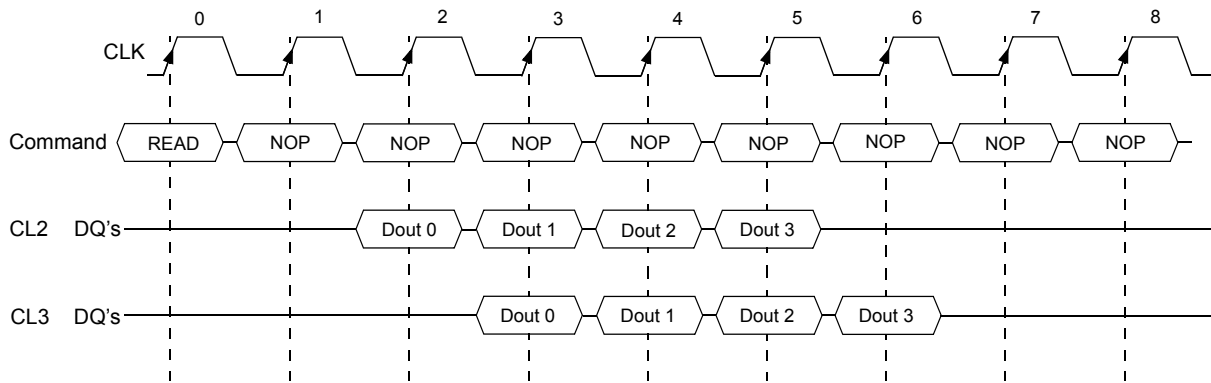 0 1 2 3 4 5 6 7 8
CLK
Command READ NOP NOP NOP NOP NOP NOP NOP NOP
CL2 DQ's Dout 0 Dout 1 Dout 2 Dout 3
CL3 DQ's Dout 0 Dout 1 Dout 2 Dout 3